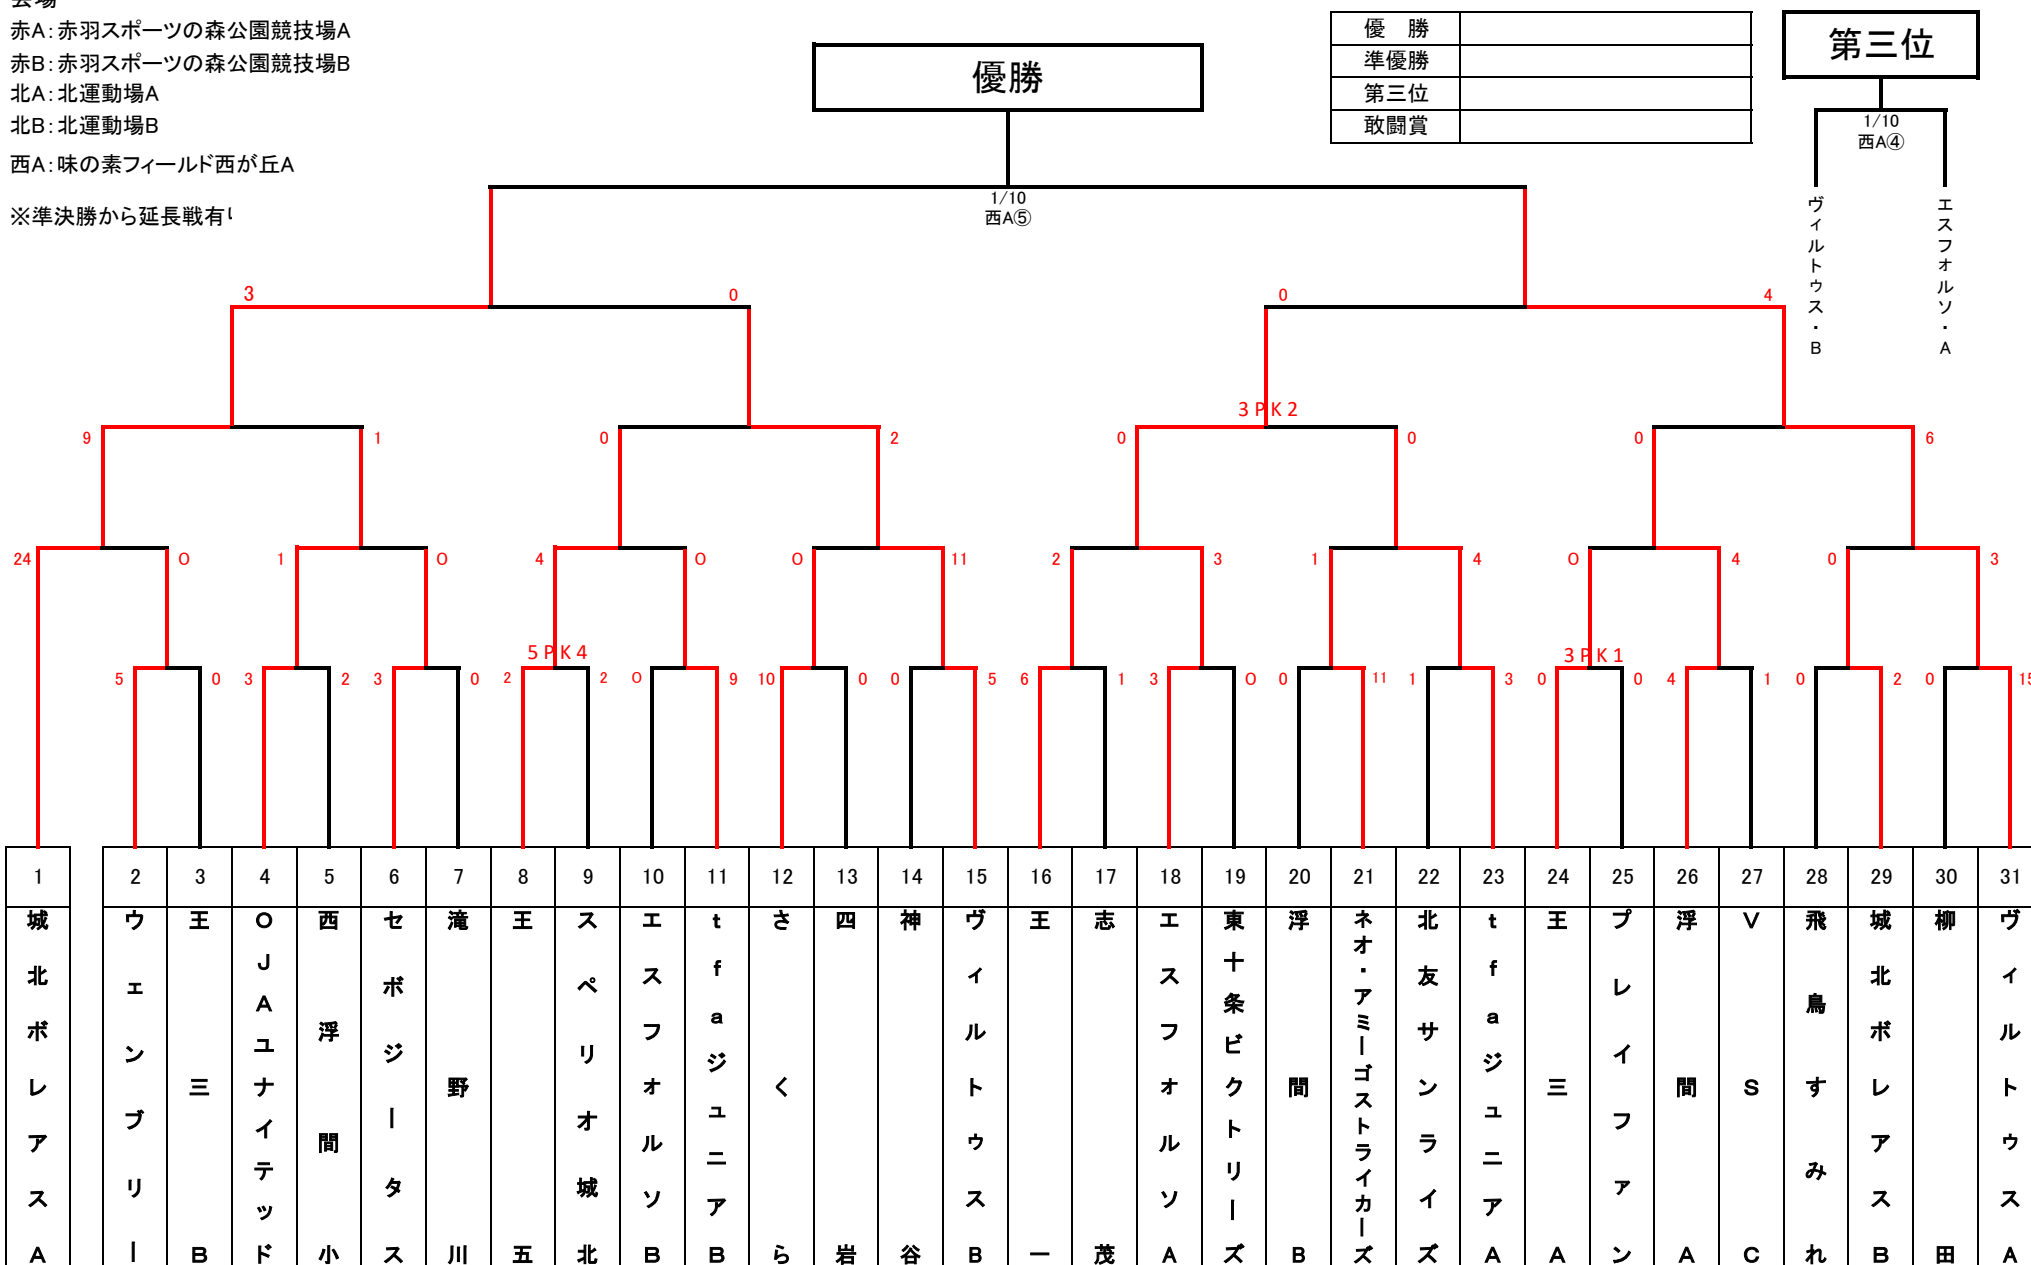 会場
赤A:赤羽スポーツの森公園競技場A
赤B:赤羽スポーツの森公園競技場B
北A:北運動場A
北B:北運動場B
西A:味の素フィールド西が丘A
※準決勝から延長戦有り
優勝
優 勝
準優勝
第三位
敢闘賞
第三位
1/10
西A④
ヴィルトゥス・B
エスフォルソ・A
1/10
西A⑤
3 0 0 4
3 P K 2
9 1 0 2 0 0 0 6
24 0 1 0 4 0 0 11 2 3 1 4 0 4 0 3
5 P K 4 3 P K 1
5 0 3 2 3 0 2 2 0 9 10 0 0 5 6 1 3 0 0 11 1 3 0 0 4 1 0 2 0 15
1 2 3 4 5 6 7 8 9 10 11 12 13 14 15 16 17 18 19 20 21 22 23 24 25 26 27 28 29 30 31
城北ボレアスA
ウェンブリー
王三B
OJAユナイテッド
西浮間小
セボジータス
滝野川
王五
スペリオ城北
エスフォルソB
tfaジュニアB
さくら
四岩
神谷
ヴィルトゥスB
王一
志茂
エスフォルソA
東十条ビクトリーズ
浮間B
ネオ・アミーゴストライカーズ
北友サンライズ
tfaジュニアA
王三A
プレイファン
浮間A
VSC
飛鳥すみれ
城北ボレアスB
柳田
ヴィルトゥスA